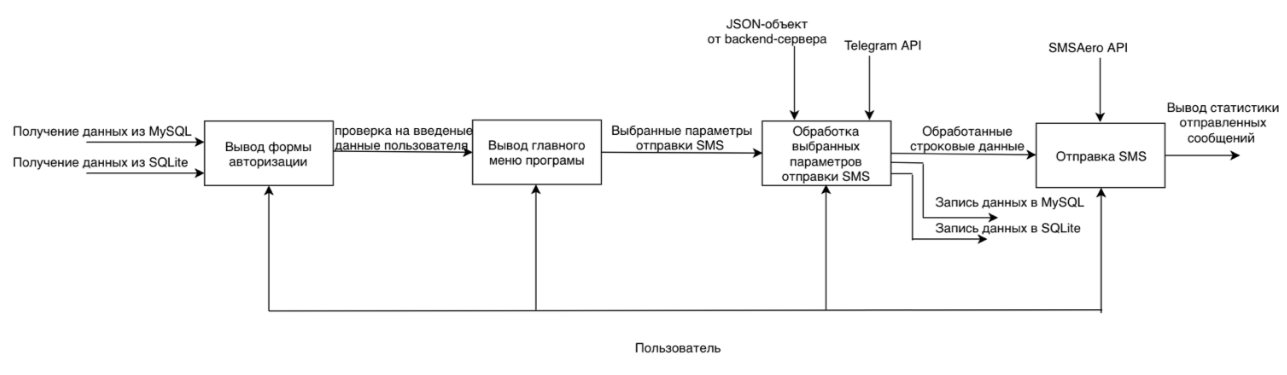 JSON-объект
от backend-сервера
Telegram API
SMSAero API
Получение данных из MySQL
Получение данных из SQLite
Вывод формы
авторизации
проверка на введеные
данные пользователя
Вывод главного
меню програмы
Выбранные параметры
отправки SMS
Обработка
выбранных
параметров
отправки SMS
Обработанные
строковые данные
Отправка SMS
Вывод статистики
отправленных
сообщений
Запись данных в MySQL
Запись данных в SQLite
Пользователь